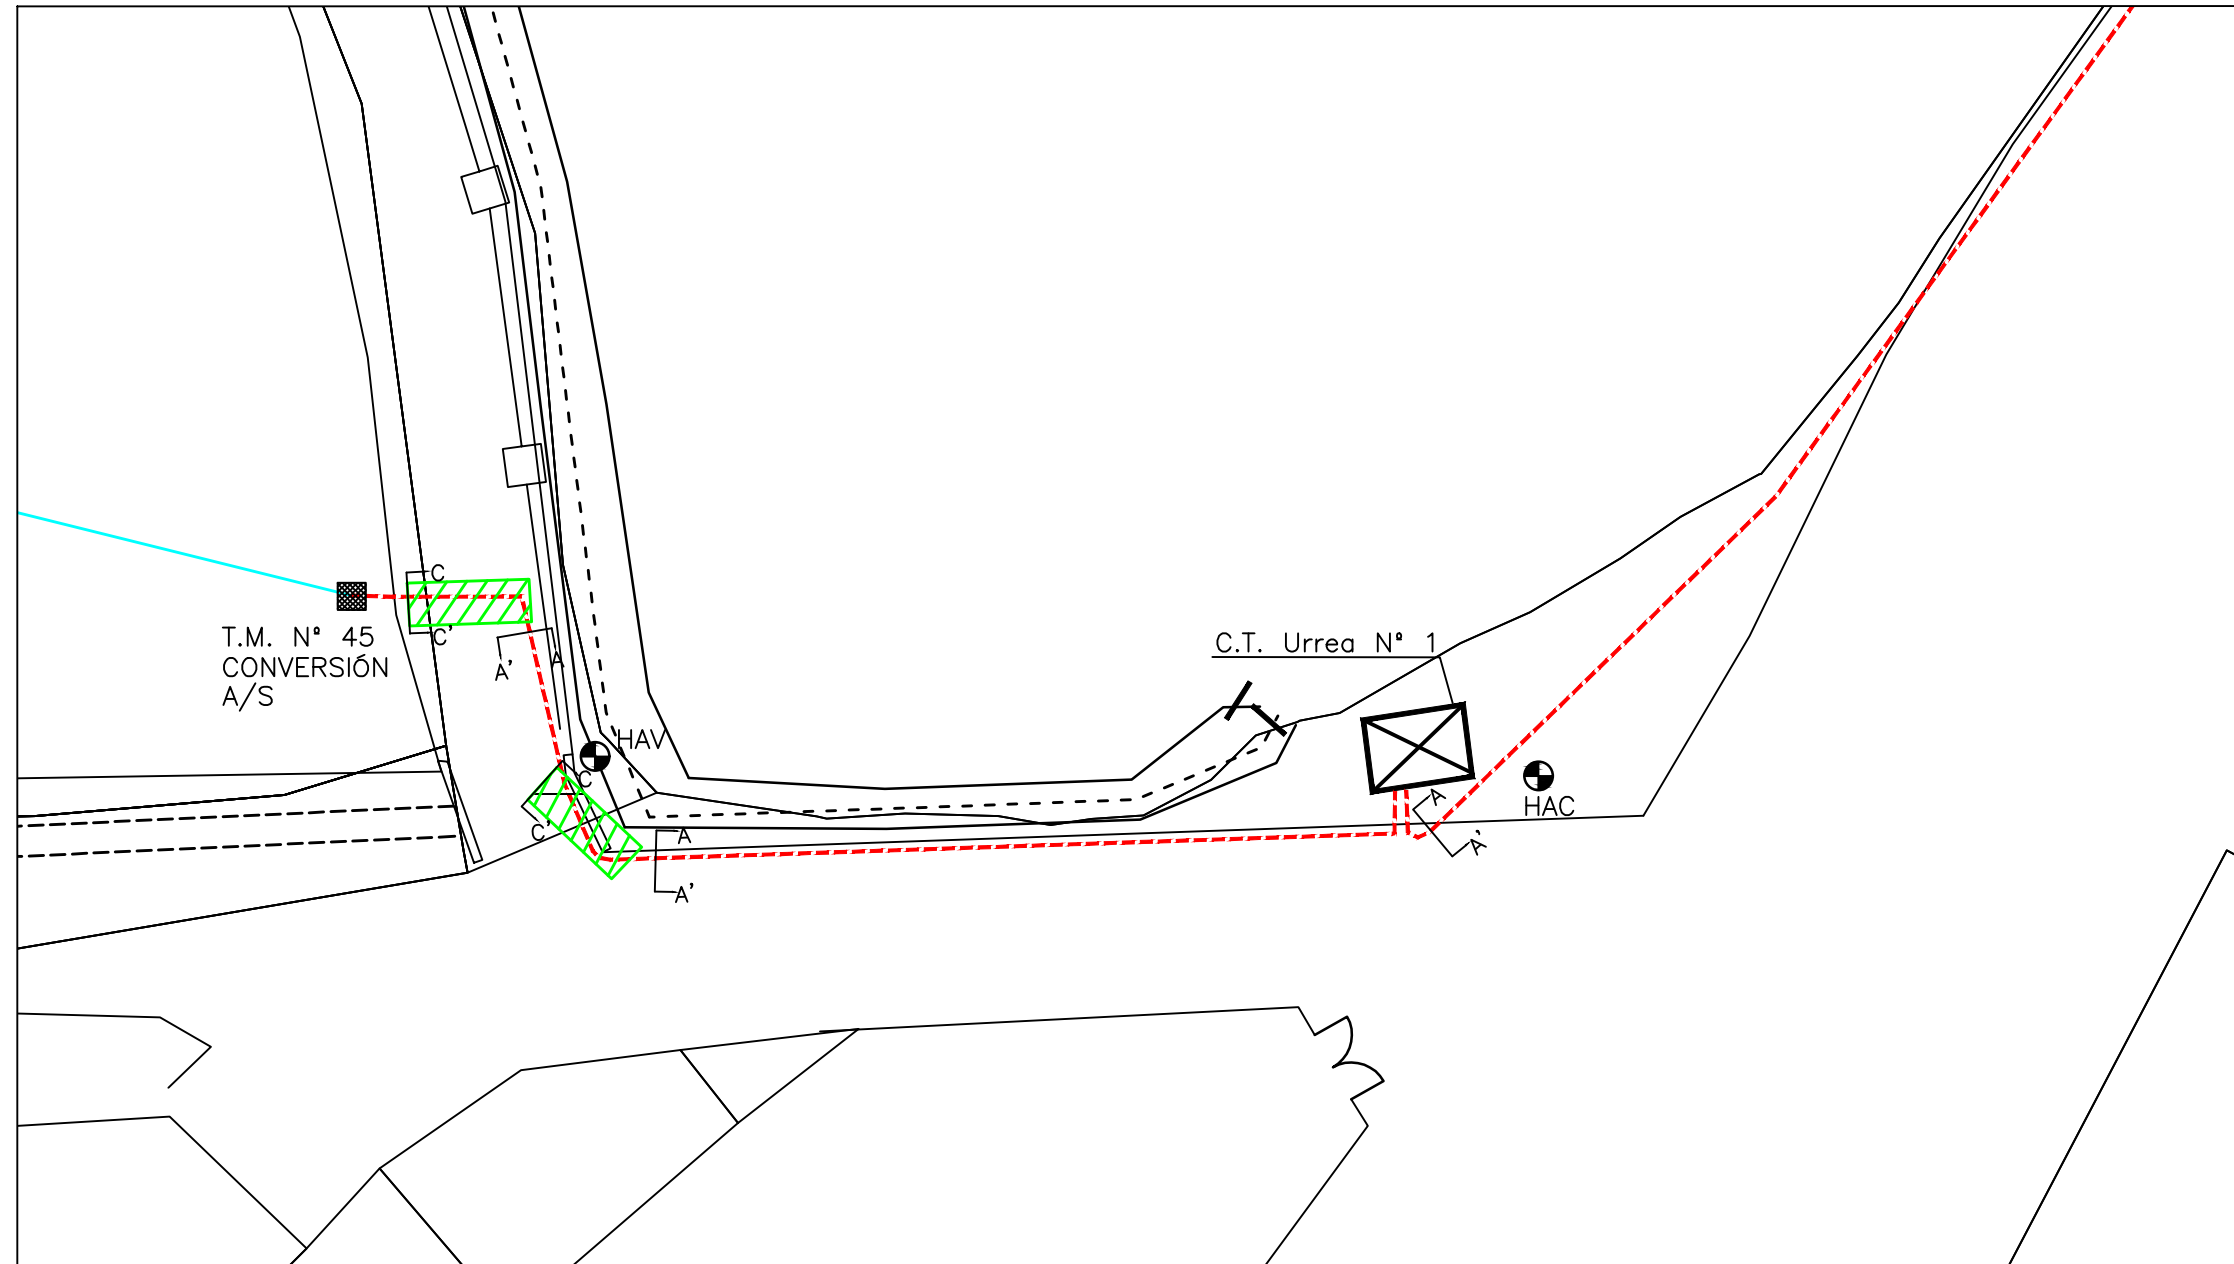 C
C'
T.M. Nº 45
CONVERSIÓN
A/S
A'
A
C.T. Urrea Nº 1
HAV
C
C'
A
A'
A
A'
HAC